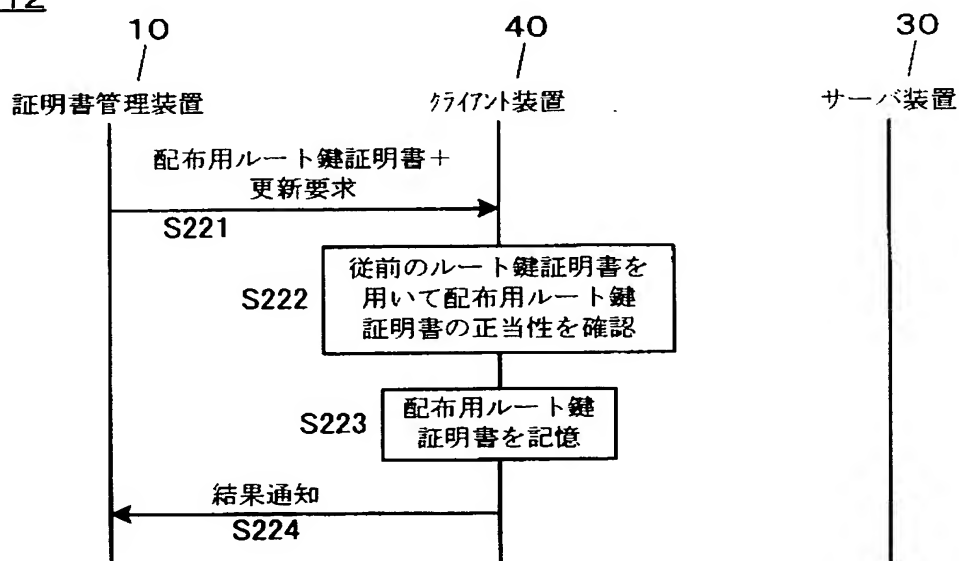 10
40
30
証明書管理装置
クライアント装置
サーバ装置
配布用ルート鍵証明書+
更新要求
S221
S222
従前のルート鍵証明書を
用いて配布用ルート鍵
証明書の正当性を確認
S223
配布用ルート鍵
証明書を記憶
結果通知
S224